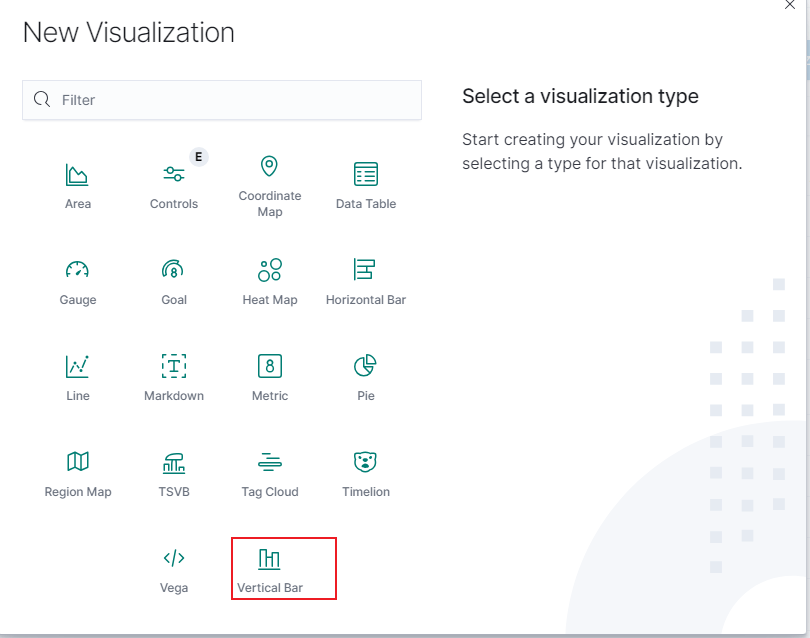 New Visualization
Filter
Select a visualization type
Start creating your visualization by
selecting a type for that visualization.
E
Area
Controls
Coordinate
Map
Data Table
Gauge
8
Goal
Heat Map
Horizontal Bar
Line
T
Markdown
8
Metric
Pie
Region Map
TSVB
Tag Cloud
Timelion
</>
Vega
Vertical Bar